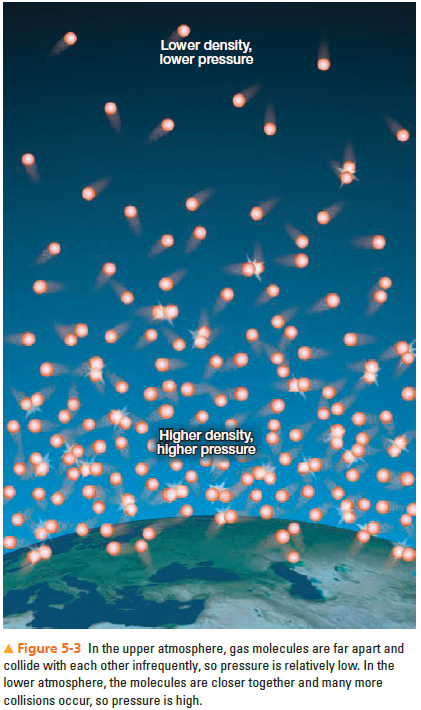 Lower density,
lower pressure
Higher density,
higher pressure
▲ Figure 5-3 In the upper atmosphere, gas molecules are far apart and
collide with each other infrequently, so pressure is relatively low. In the
lower atmosphere, the molecules are closer together and many more
collisions occur, so pressure is high.